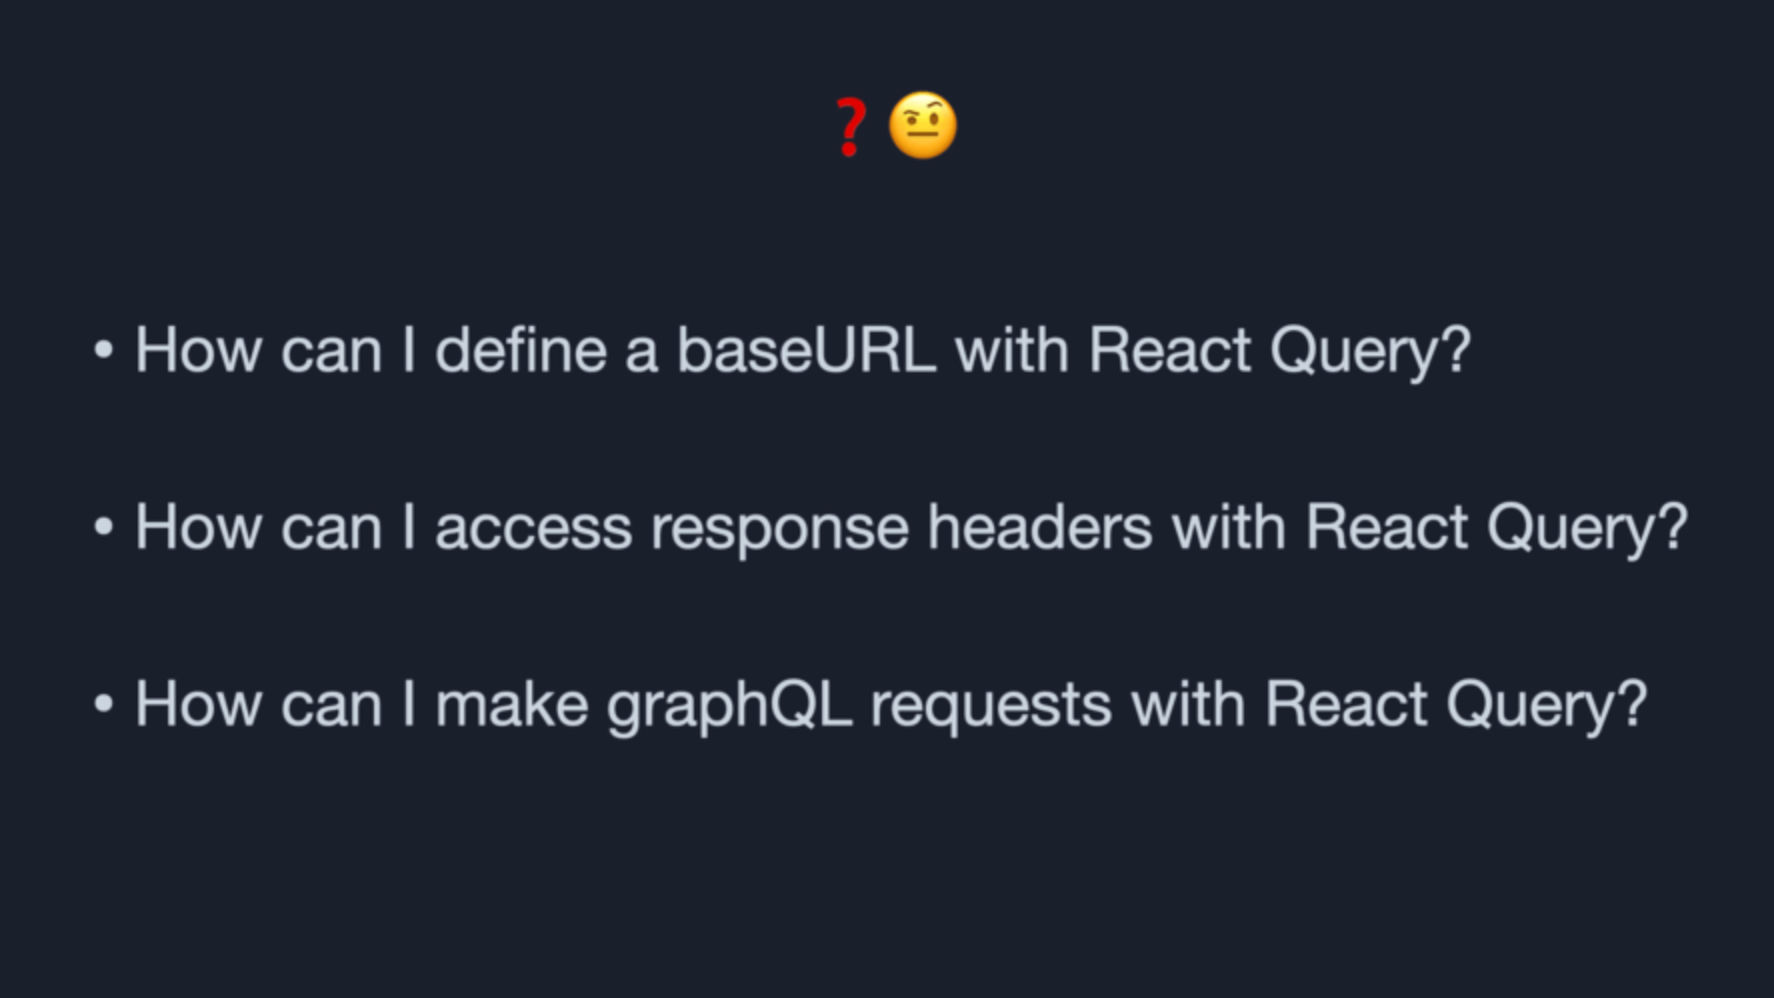 ❓🤨
• How can I define a baseURL with React Query?
• How can I access response headers with React Query?
• How can I make graphQL requests with React Query?